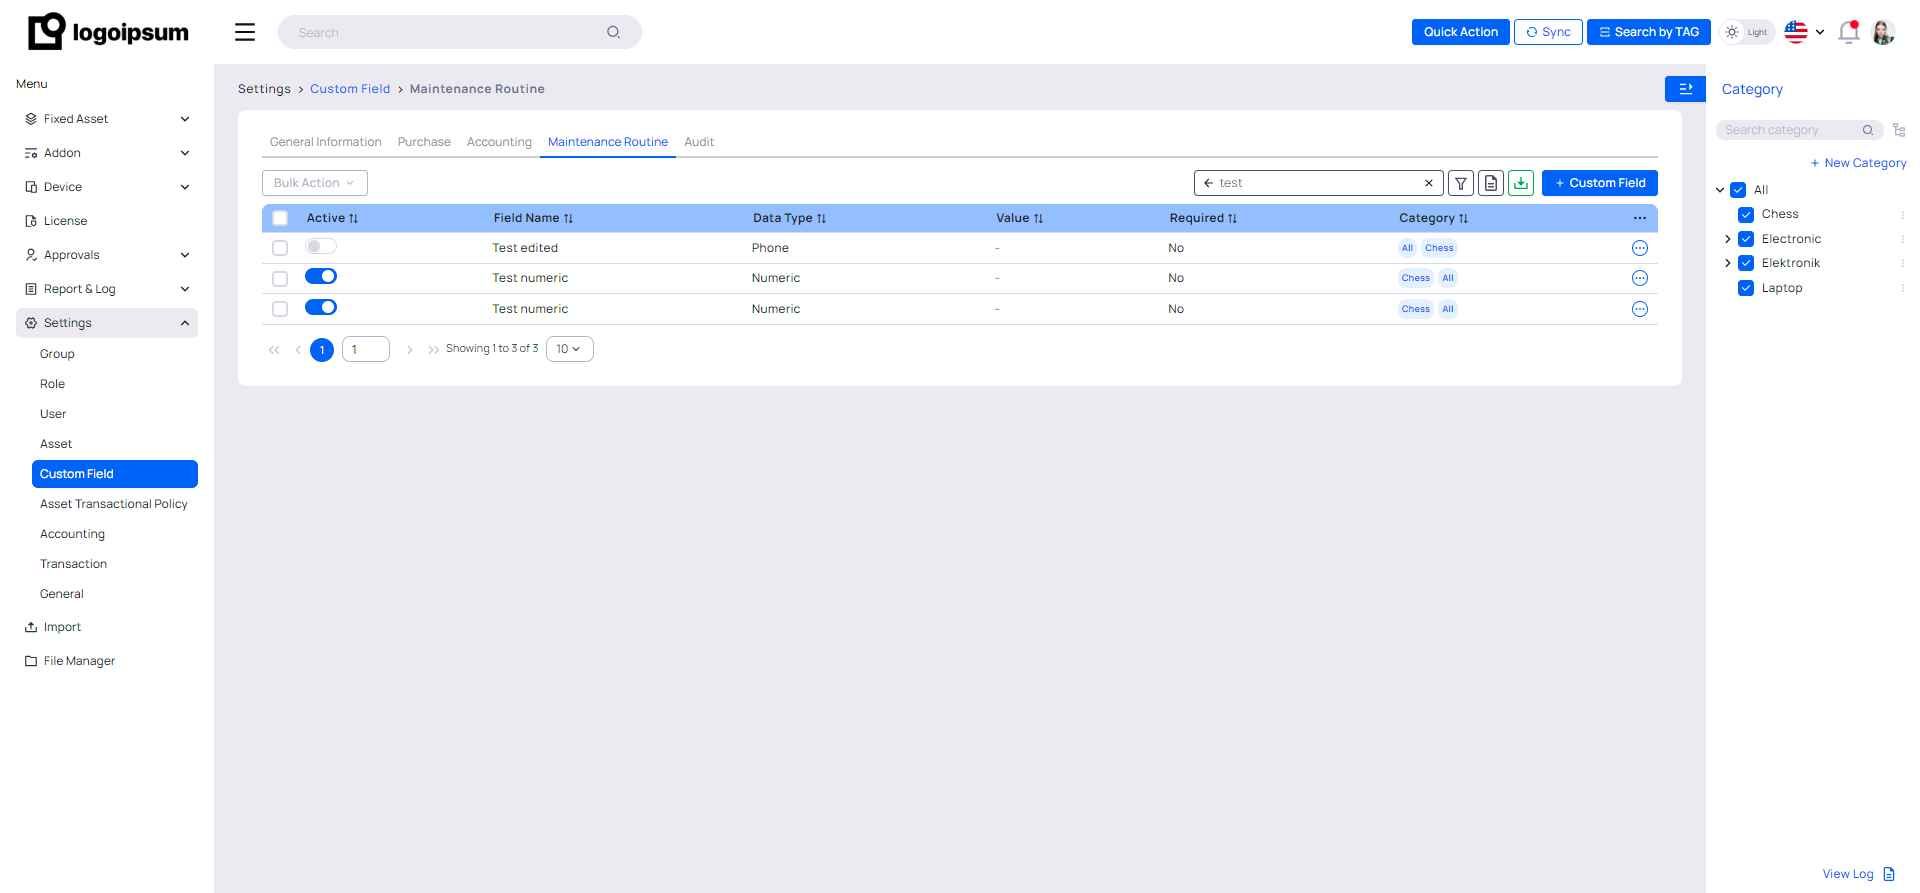 logoipsum
Search
Quick Action
Sync
Search by TAG
Light
Menu
Fixed Asset
Addon
Device
License
Approvals
Report & Log
Settings
Group
Role
User
Asset
Custom Field
Asset Transactional Policy
Accounting
Transaction
General
Import
File Manager
Settings > Custom Field > Maintenance Routine
General Information Purchase Accounting Maintenance Routine Audit
Bulk Action
test
+ Custom Field
Active Field Name Data Type Value Required Category
Test edited Phone - No All Chess
Test numeric Numeric - No Chess All
Test numeric Numeric - No Chess All
1 1 Showing 1 to 3 of 3 10
Category
Search category
+ New Category
All
Chess
Electronic
Elektronik
Laptop
View Log